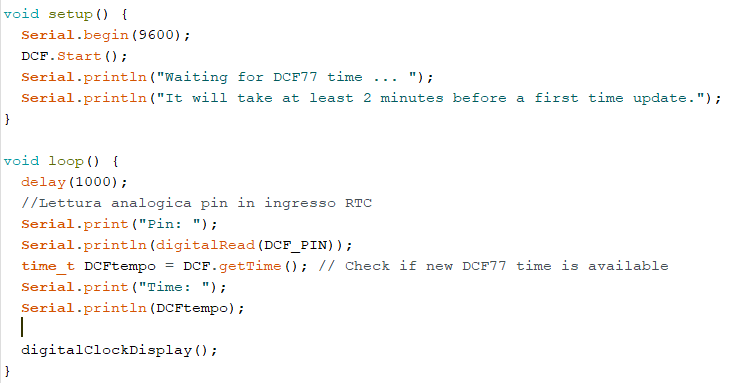 void setup() {
  Serial.begin(9600);
  DCF.Start();
  Serial.println("Waiting for DCF77 time ... ");
  Serial.println("It will take at least 2 minutes before a first time update.");
}

void loop() {
  delay(1000);
  //Lettura analogica pin in ingresso RTC
  Serial.print("Pin: ");
  Serial.println(digitalRead(DCF_PIN));
  time_t DCFtempo = DCF.getTime(); // Check if new DCF77 time is available
  Serial.print("Time: ");
  Serial.println(DCFtempo);

  digitalClockDisplay();
}